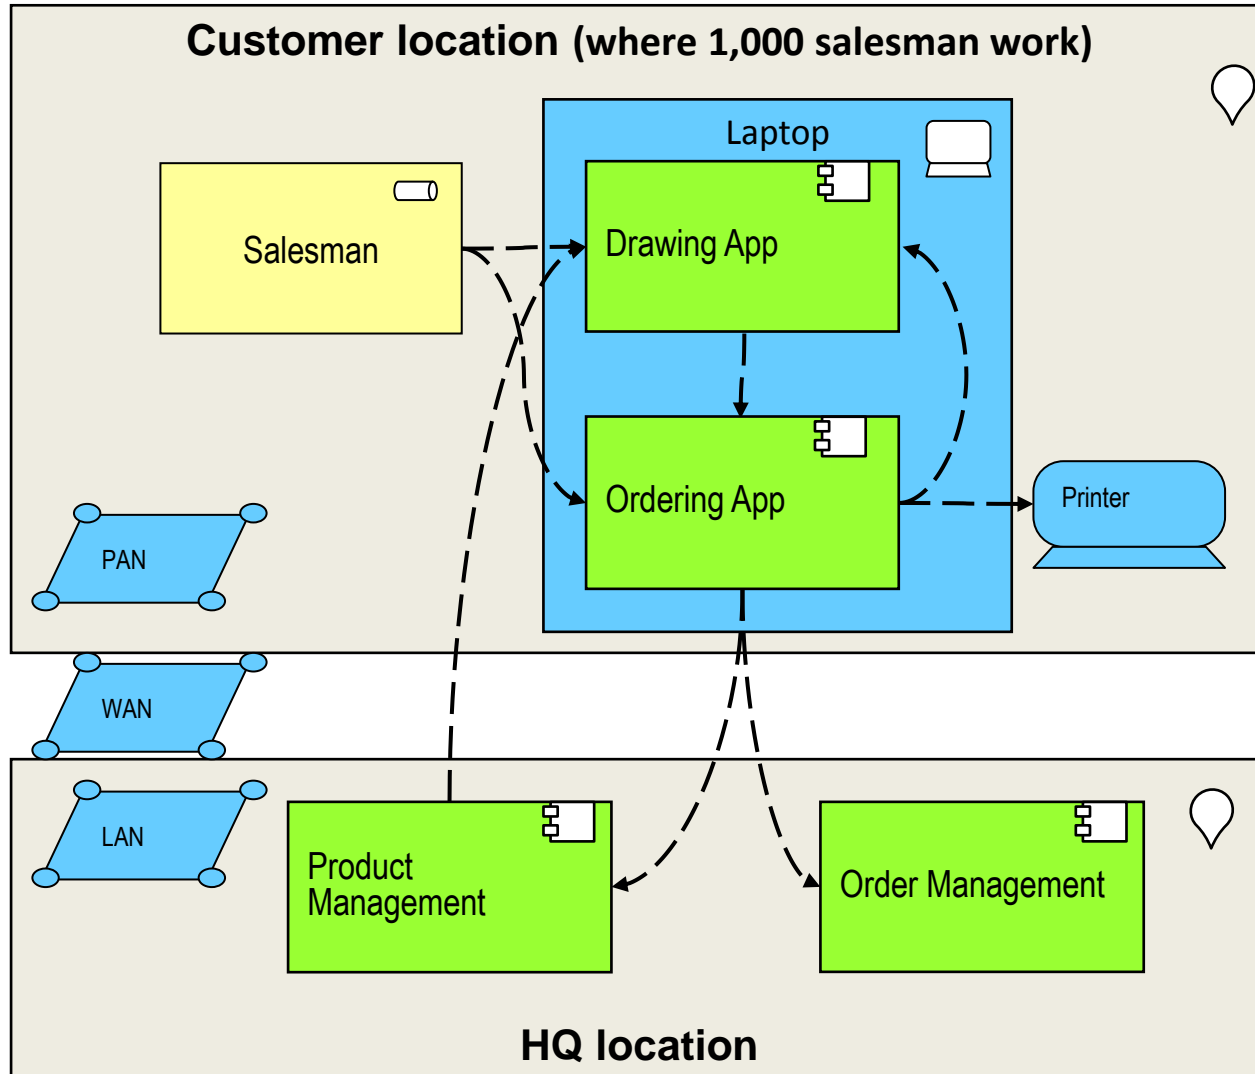 Customer location (where 1,000 salesman work)
Laptop
Salesman
Drawing App
Ordering App
Printer
PAN
WAN
LAN
Product
Management
Order Management
HQ location